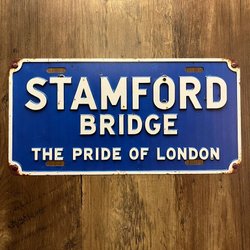 STAMFORD
BRIDGE
THE PRIDE OF LONDON